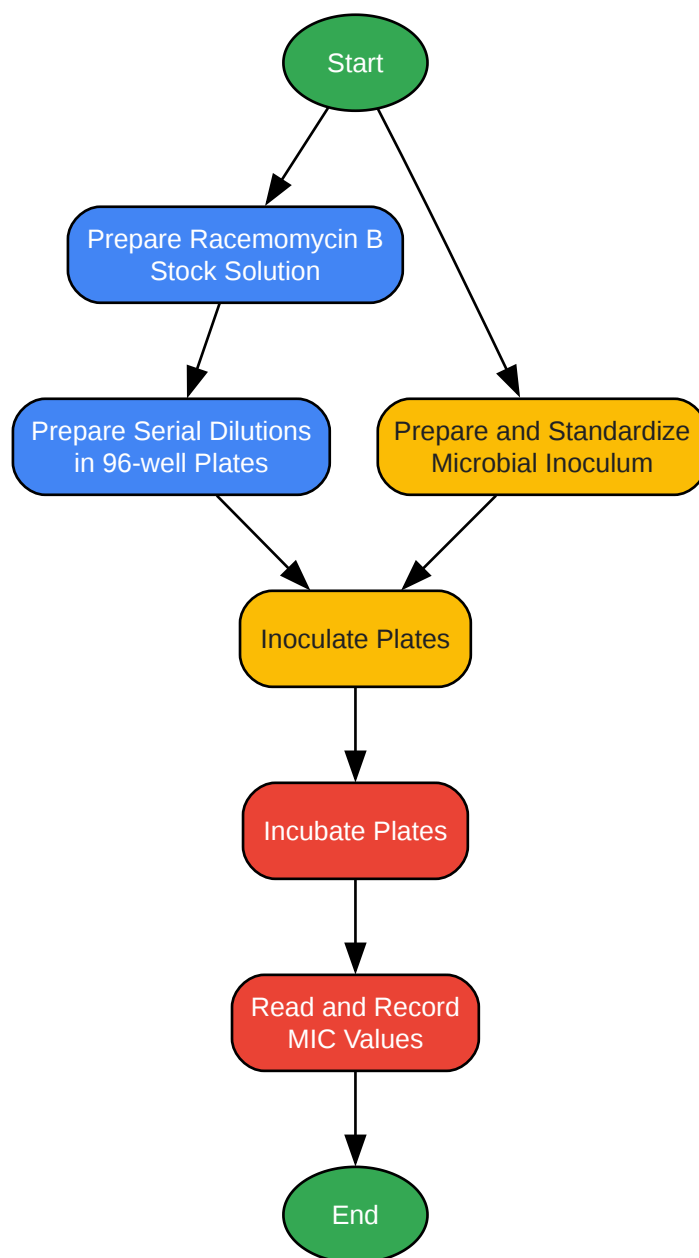 Start
Prepare Racemomycin B
Stock Solution
Prepare Serial Dilutions
in 96-well Plates
Prepare and Standardize
Microbial Inoculum
Inoculate Plates
Incubate Plates
Read and Record
MIC Values
End